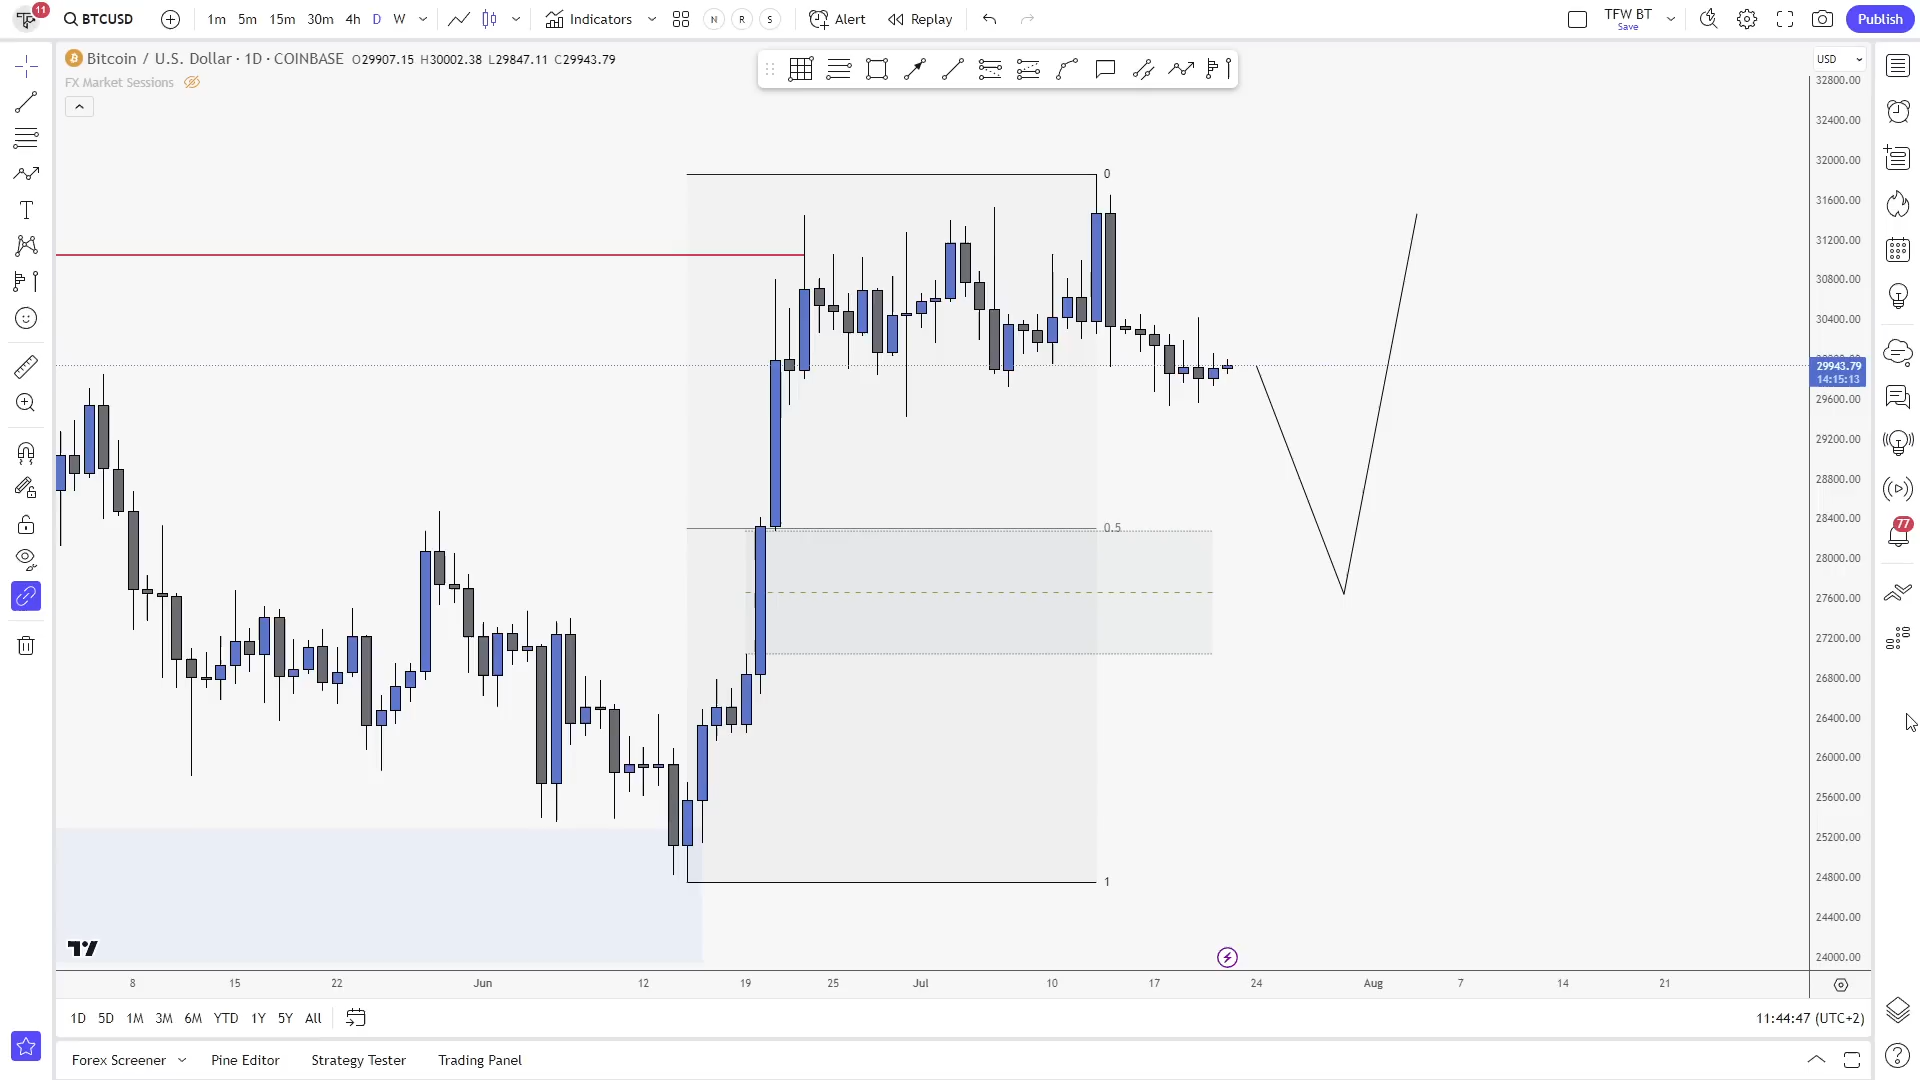 11
BTCUSD
1m 5m 15m 30m 4h D W
Indicators
N R S
Alert
Replay
TFW BT
Save
Publish
Bitcoin / U.S. Dollar · 1D · COINBASE O29907.15 H30002.38 L29847.11 C29943.79
FX Market Sessions
USD
32800.00
32400.00
32000.00
31600.00
31200.00
30800.00
30400.00
29943.79
14:15:13
29600.00
29200.00
28800.00
28400.00
28000.00
27600.00
27200.00
26800.00
26400.00
26000.00
25600.00
25200.00
24800.00
24400.00
24000.00
0
0.5
1
77
8 15 22 Jun 12 19 25 Jul 10 17 24 Aug 7 14 21
1D 5D 1M 3M 6M YTD 1Y 5Y All
11:44:47 (UTC+2)
Forex Screener
Pine Editor
Strategy Tester
Trading Panel